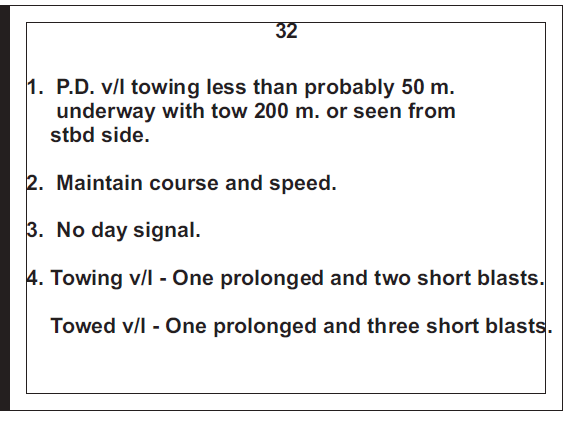 32
1. P.D. v/l towing less than probably 50 m.
underway with tow 200 m. or seen from
stbd side.
2. Maintain course and speed.
3. No day signal.
4. Towing v/l - One prolonged and two short blasts.
Towed v/l - One prolonged and three short blasts.